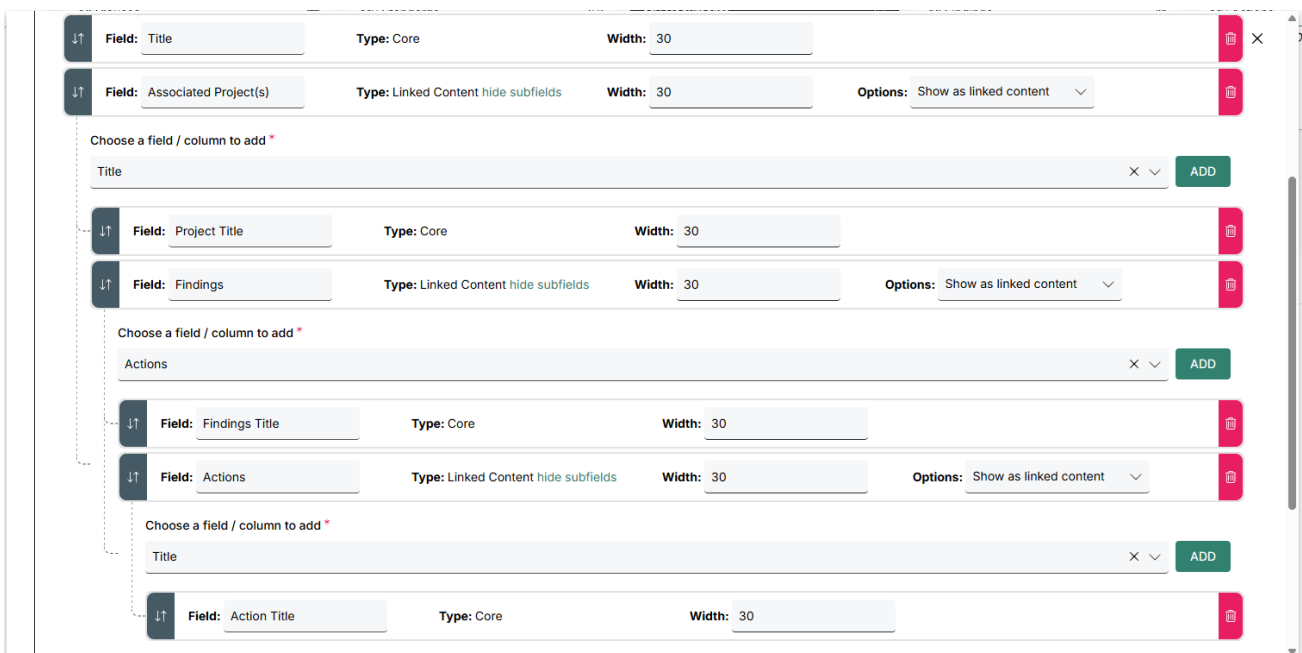 Field: Title Type: Core Width: 30
Field: Associated Project(s) Type: Linked Content hide subfields Width: 30 Options: Show as linked content
Choose a field / column to add *
Title ADD
Field: Project Title Type: Core Width: 30
Field: Findings Type: Linked Content hide subfields Width: 30 Options: Show as linked content
Choose a field / column to add *
Actions ADD
Field: Findings Title Type: Core Width: 30
Field: Actions Type: Linked Content hide subfields Width: 30 Options: Show as linked content
Choose a field / column to add *
Title ADD
Field: Action Title Type: Core Width: 30